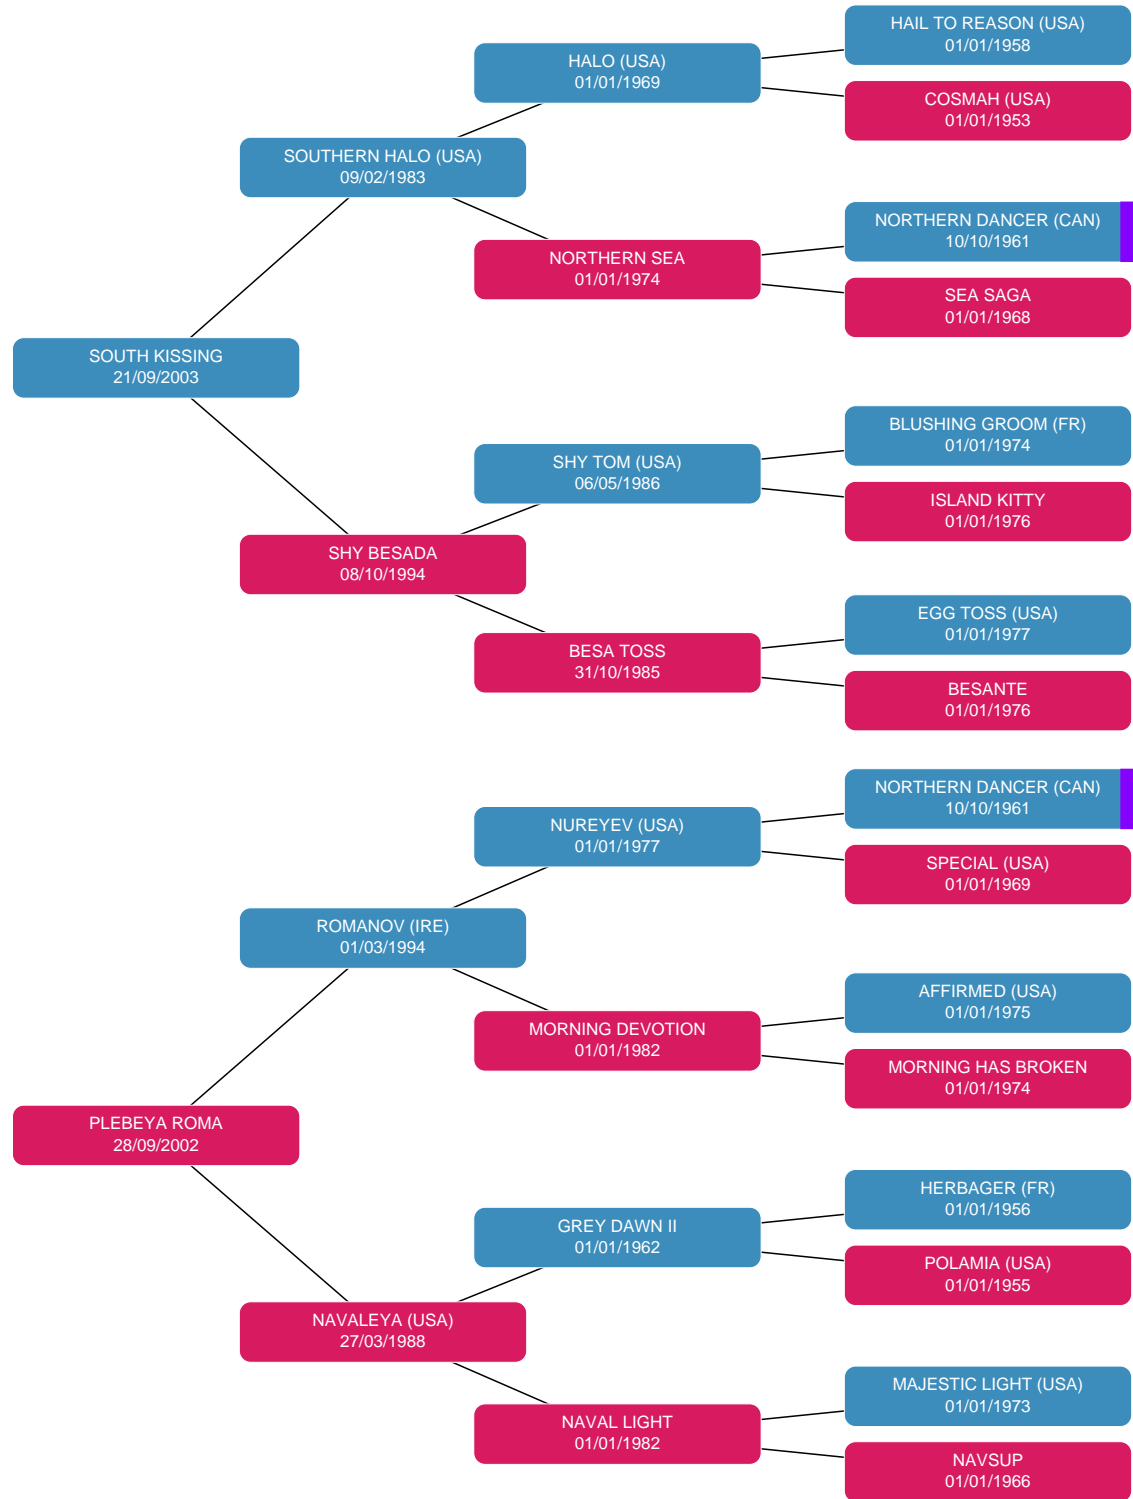 HAIL TO REASON (USA)
01/01/1958
HALO (USA)
01/01/1969
COSMAH (USA)
01/01/1953
SOUTHERN HALO (USA)
09/02/1983
NORTHERN DANCER (CAN)
10/10/1961
NORTHERN SEA
01/01/1974
SEA SAGA
01/01/1968
SOUTH KISSING
21/09/2003
BLUSHING GROOM (FR)
01/01/1974
SHY TOM (USA)
06/05/1986
ISLAND KITTY
01/01/1976
SHY BESADA
08/10/1994
EGG TOSS (USA)
01/01/1977
BESA TOSS
31/10/1985
BESANTE
01/01/1976
NORTHERN DANCER (CAN)
10/10/1961
NUREYEV (USA)
01/01/1977
SPECIAL (USA)
01/01/1969
ROMANOV (IRE)
01/03/1994
AFFIRMED (USA)
01/01/1975
MORNING DEVOTION
01/01/1982
MORNING HAS BROKEN
01/01/1974
PLEBEYA ROMA
28/09/2002
HERBAGER (FR)
01/01/1956
GREY DAWN II
01/01/1962
POLAMIA (USA)
01/01/1955
NAVALEYA (USA)
27/03/1988
MAJESTIC LIGHT (USA)
01/01/1973
NAVAL LIGHT
01/01/1982
NAVSUP
01/01/1966